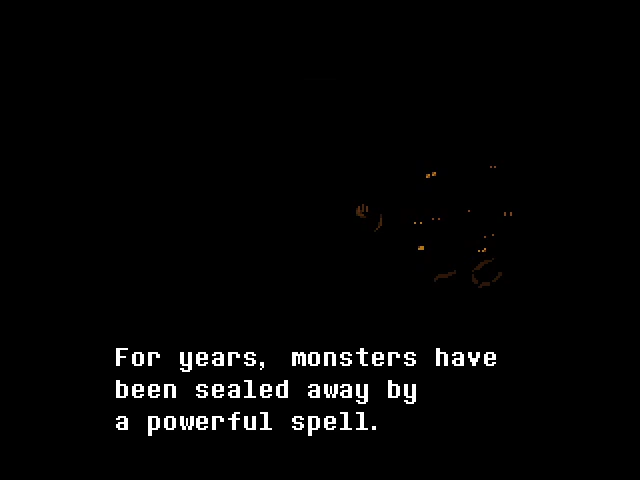 For years, monsters have
been sealed away by
a powerful spell.